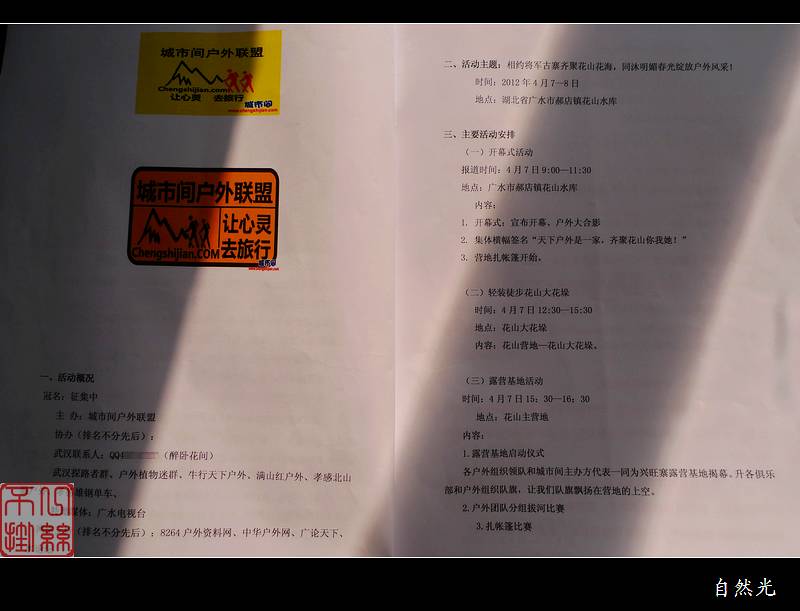 城市间户外联盟
Chengshijian.com
让心灵 去旅行
城市间
www.chengshijian.com
城市间户外联盟
让心灵
去旅行
Chengshijian.COM
城市间
www.chengshijian.com
一、活动概况
冠名：征集中
主 办：城市间户外联盟
协办（排名不分先后）：
武汉联系人：QQ4 （醉卧花间）
武汉探路者群、户外植物迷群、牛行天下户外、满山红户外、孝感北山
雄钢单车、
媒体：广水电视台
（排名不分先后）：8264 户外资料网、中华户外网、广论天下、
二、活动主题：相约将军古寨齐聚花山花海，同沐明媚春光绽放户外风采！
时间：2012 年 4 月 7—8 日
地点：湖北省广水市郝店镇花山水库
三、主要活动安排
（一）开幕式活动
报道时间：4 月 7 日 9:00—11:30
地点：广水市郝店镇花山水库
内容：
1. 开幕式：宣布开幕、户外大合影
2. 集体横幅签名“天下户外是一家，齐聚花山你我她！”
3. 营地扎帐篷开始。
（二）轻装徒步花山大花垛
时间：4 月 7 日 12:30—15:30
地点：花山大花垛
内容：花山营地—花山大花垛。
（三）露营基地活动
时间：4 月 7 日 15：30—16；30
地点：花山主营地
内容：
1.露营基地启动仪式
各户外组织领队和城市间主办方代表一同为兴旺寨露营基地揭幕。升各俱乐
部和户外组织队旗，让我们队旗飘扬在营地的上空。
2.户外团队分组拔河比赛
3.扎帐篷比赛
自然光